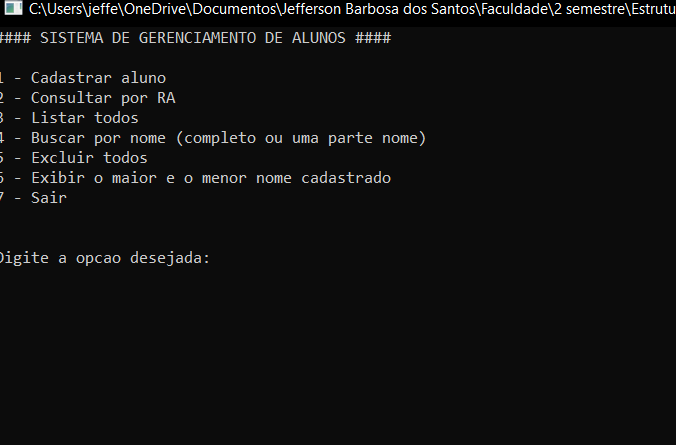 C:\Users\jeffe\OneDrive\Documentos\Jefferson Barbosa dos Santos\Faculdade\2 semestre\Estrutu
#### SISTEMA DE GERENCIAMENTO DE ALUNOS ####
1 - Cadastrar aluno
2 - Consultar por RA
3 - Listar todos
4 - Buscar por nome (completo ou uma parte nome)
5 - Excluir todos
6 - Exibir o maior e o menor nome cadastrado
7 - Sair
Digite a opcao desejada: